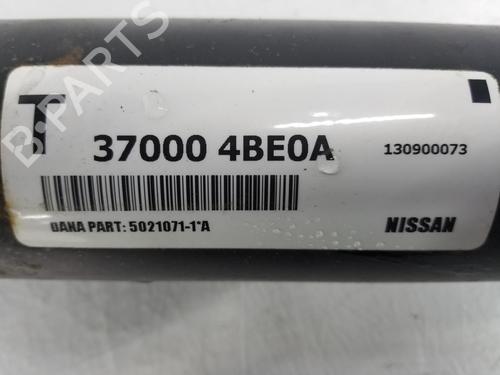 B-PARTS
T
37000 4BE0A
130900073
DANA PART: 5021071-1*A
NISSAN